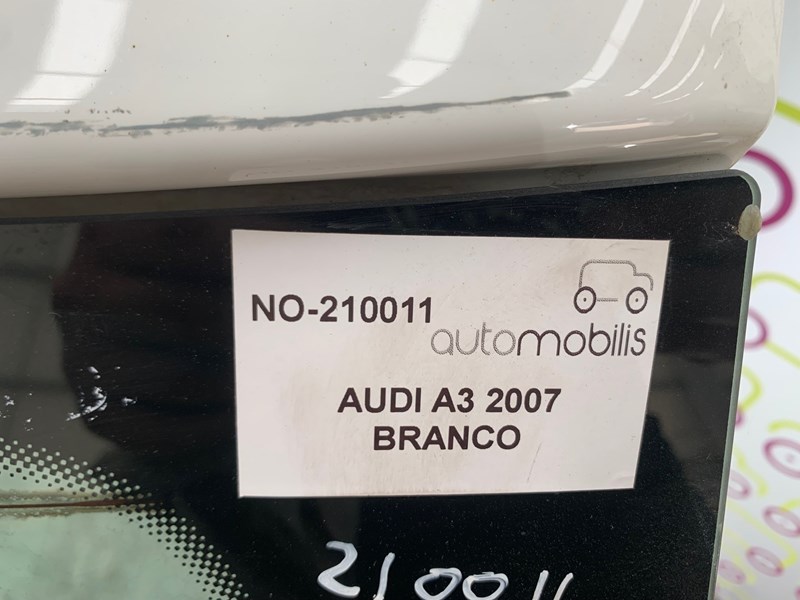 NO-210011
automobilis
AUDI A3 2007
BRANCO
210011